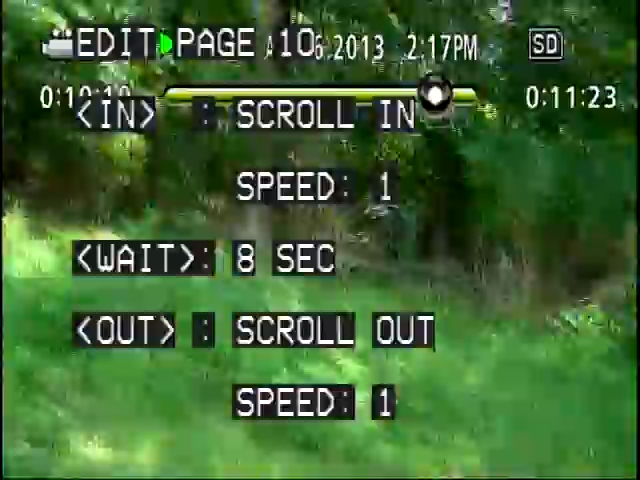 EDIT▶PAGE 10 6.2013 2:17PM SD
0:11:23
<IN> : SCROLL IN
SPEED: 1
<WAIT>: 8 SEC
<OUT> : SCROLL OUT
SPEED: 1